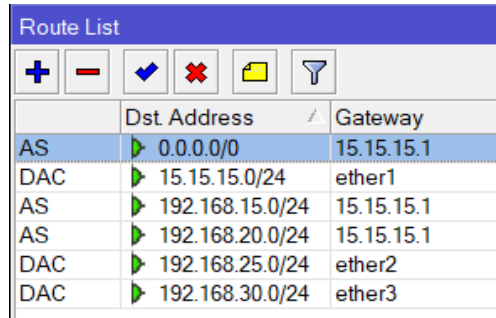 Route List
Dst. Address Gateway
AS 0.0.0.0/0 15.15.15.1
DAC 15.15.15.0/24 ether1
AS 192.168.15.0/24 15.15.15.1
AS 192.168.20.0/24 15.15.15.1
DAC 192.168.25.0/24 ether2
DAC 192.168.30.0/24 ether3